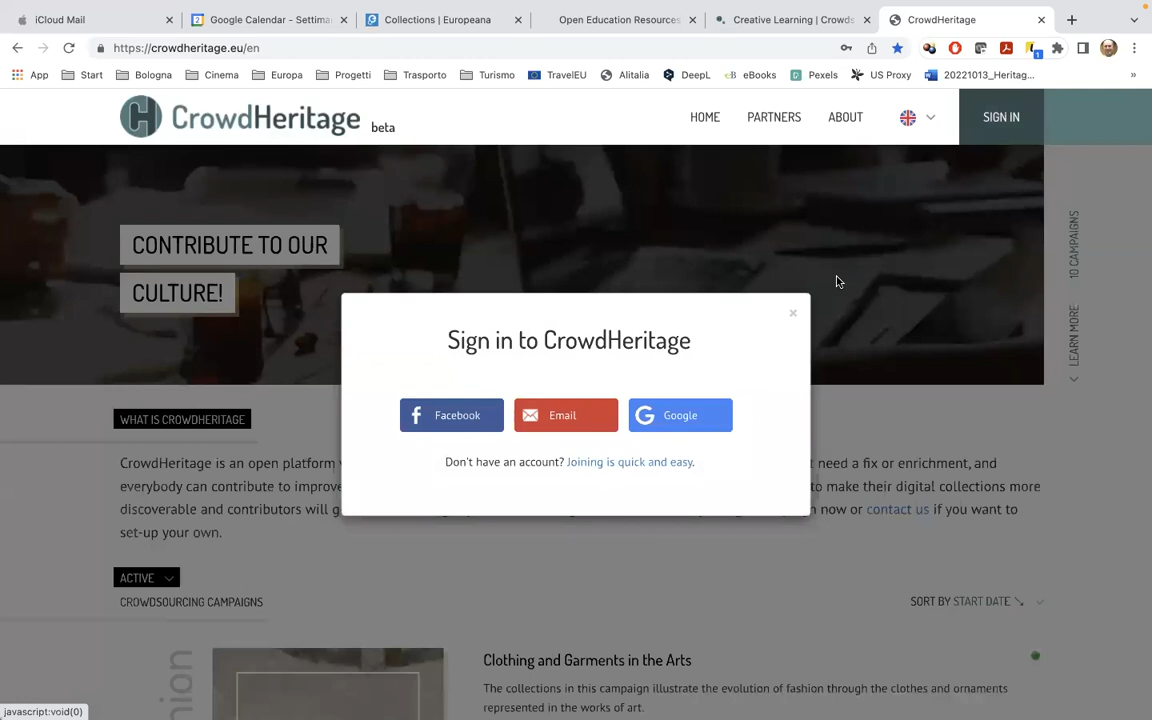 iCloud Mail
Google Calendar - Settima
Collections | Europeana
Open Education Resources
Creative Learning | Crowds
CrowdHeritage
https://crowdheritage.eu/en
App Start Bologna Cinema Europa Progetti Trasporto Turismo TravelEU Alitalia DeepL eBooks Pexels US Proxy 20221013_Heritag... »
CrowdHeritage beta
HOME PARTNERS ABOUT SIGN IN
CONTRIBUTE TO OUR
CULTURE!
10 CAMPAIGNS
LEARN MORE
Sign in to CrowdHeritage
Facebook Email Google
Don't have an account? Joining is quick and easy.
WHAT IS CROWDHERITAGE
CrowdHeritage is an open platform need a fix or enrichment, and
everybody can contribute to improve to make their digital collections more
discoverable and contributors will g now or contact us if you want to
set-up your own.
ACTIVE
CROWDSOURCING CAMPAIGNS
SORT BY START DATE
Clothing and Garments in the Arts
The collections in this campaign illustrate the evolution of fashion through the clothes and ornaments
represented in the works of art.
javascript:void(0)